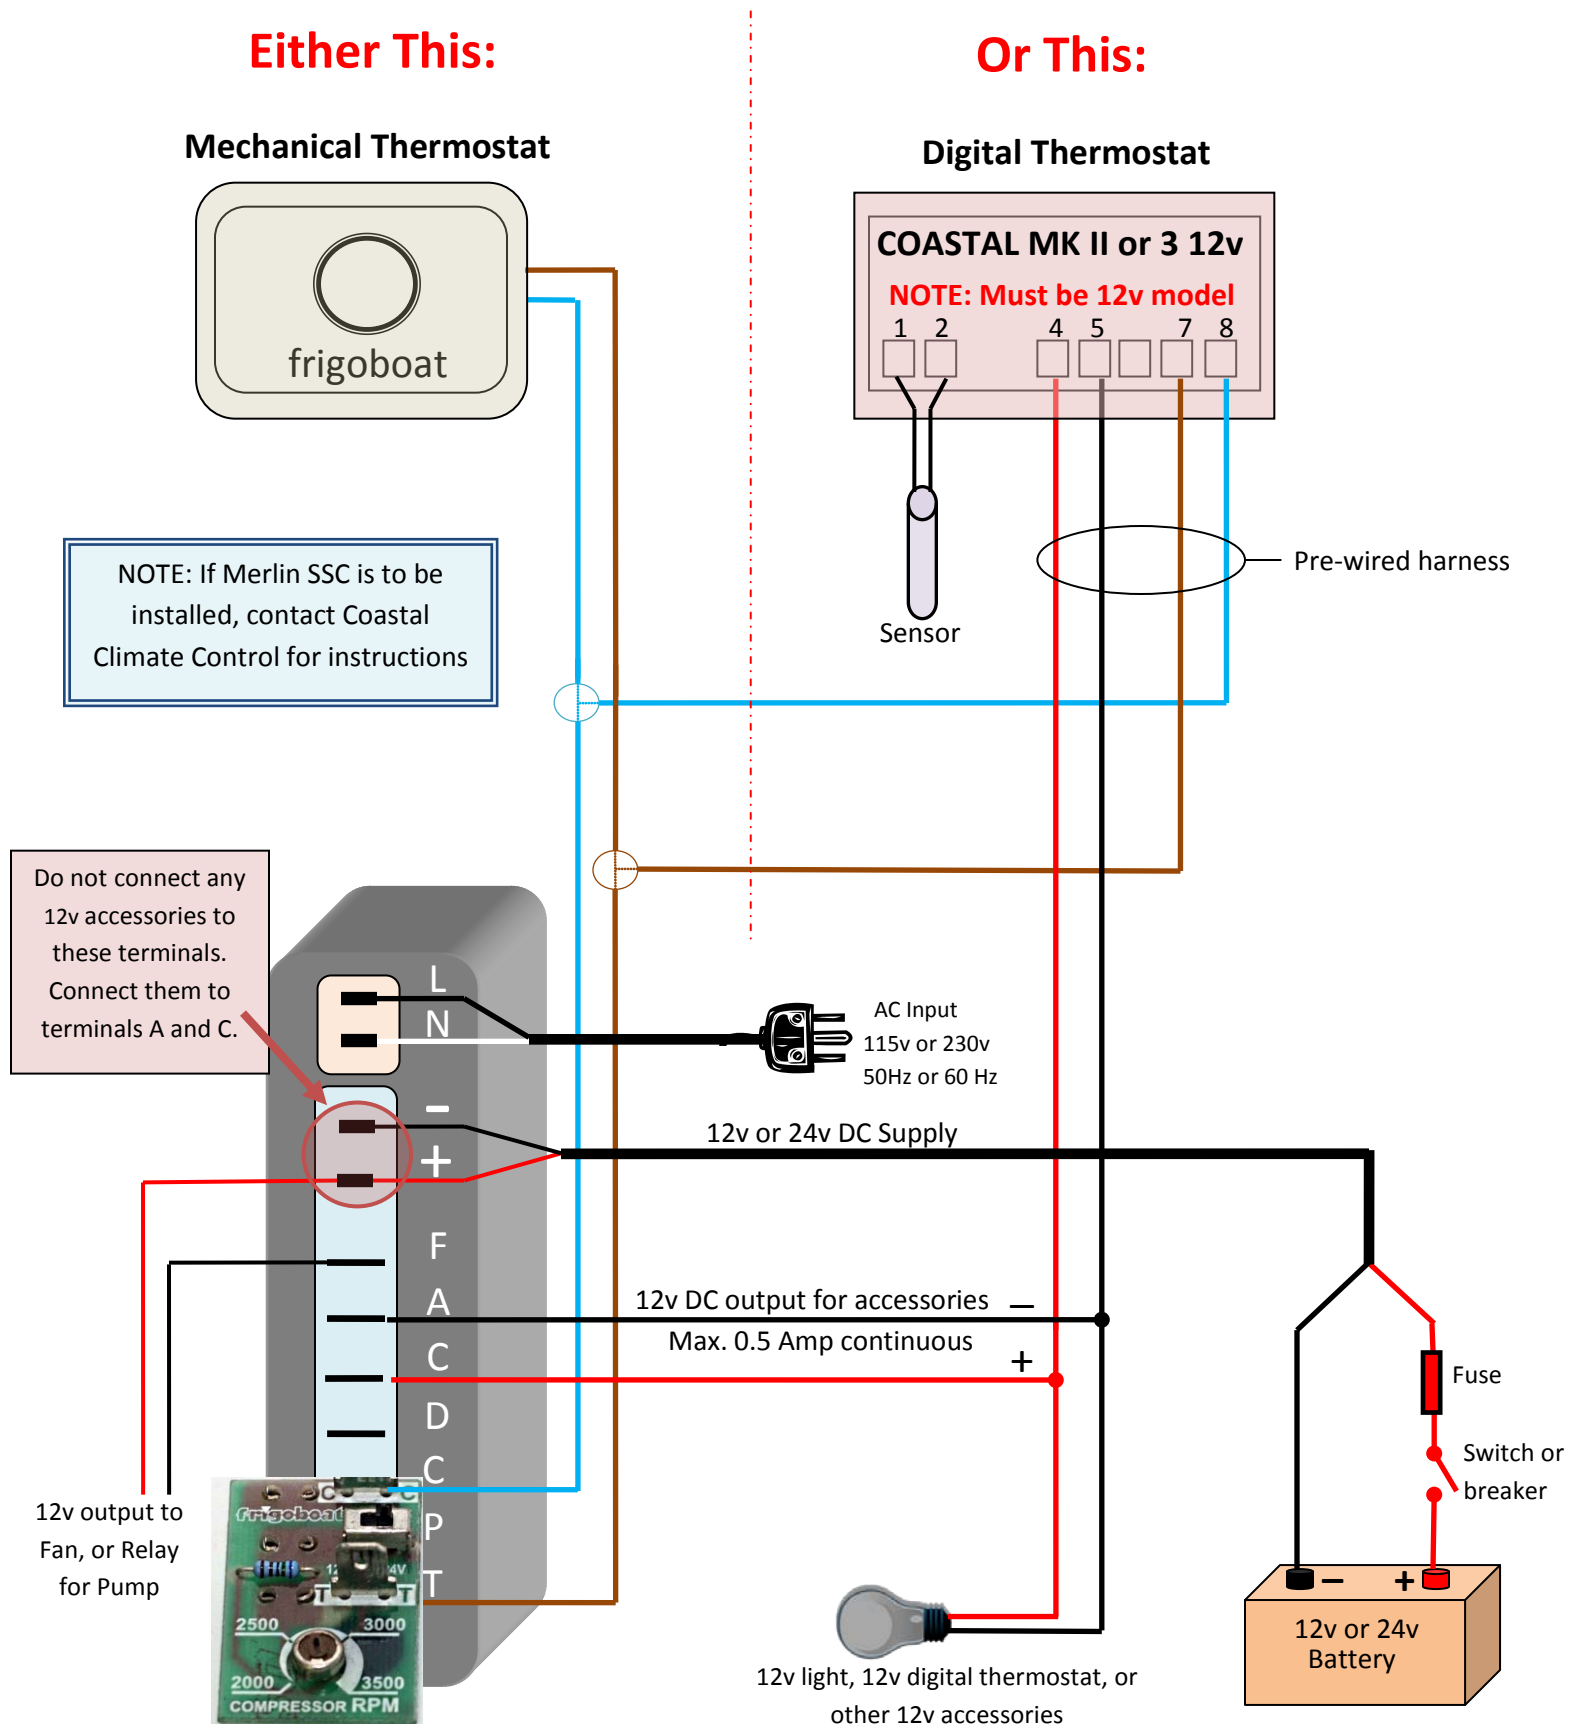 Either This:
Or This:
Mechanical Thermostat
Digital Thermostat
frigoboat
COASTAL MK II or 3 12v
NOTE: Must be 12v model
1 2 4 5 7 8
Pre-wired harness
Sensor
NOTE: If Merlin SSC is to be
installed, contact Coastal
Climate Control for instructions
Do not connect any
12v accessories to
these terminals.
Connect them to
terminals A and C.
L
N
AC Input
115v or 230v
50Hz or 60 Hz
-
+
12v or 24v DC Supply
F
A
C
D
C
P
T
12v DC output for accessories –
Max. 0.5 Amp continuous +
Fuse
Switch or
breaker
12v output to
Fan, or Relay
for Pump
C C
frigoboat
T T
2500 3000
2000 3500
COMPRESSOR RPM
– +
12v or 24v
Battery
12v light, 12v digital thermostat, or
other 12v accessories